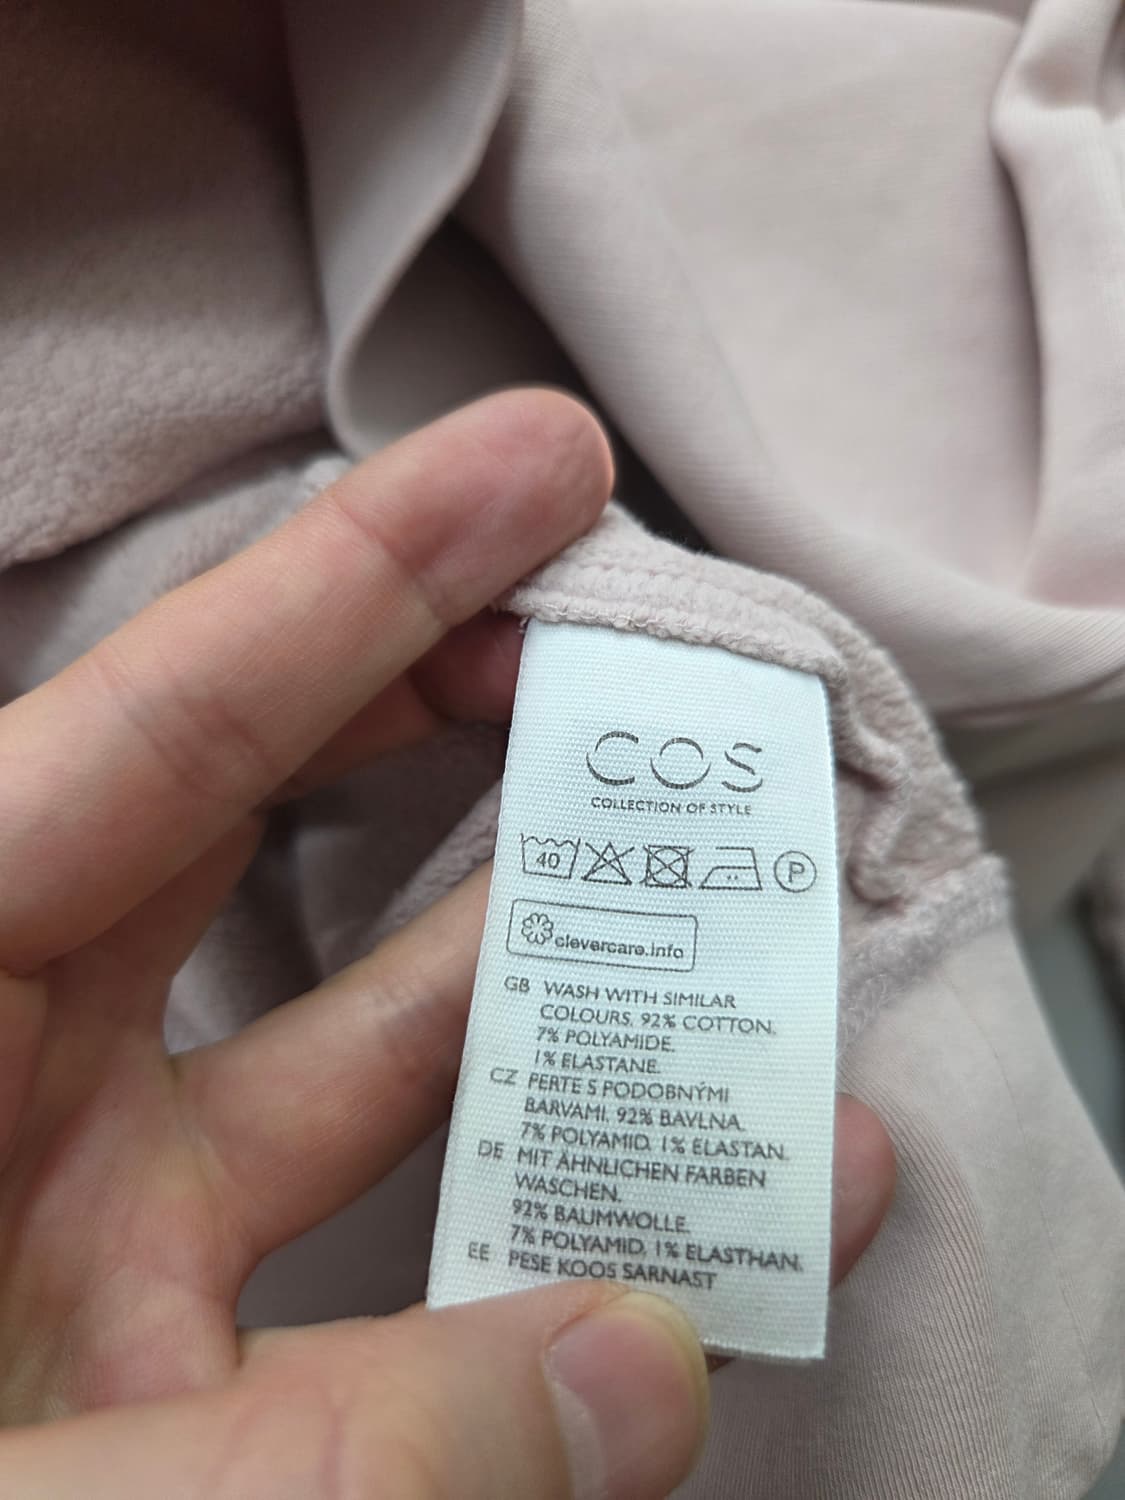 COS
COLLECTION OF STYLE
40 P
clevercare.info
GB WASH WITH SIMILAR
COLOURS. 92% COTTON.
7% POLYAMIDE.
1% ELASTANE.
CZ PERTE S PODOBNÝMI
BARVAMI. 92% BAVLNA.
7% POLYAMID. 1% ELASTAN.
DE MIT ÄHNLICHEN FARBEN
WASCHEN.
92% BAUMWOLLE.
7% POLYAMID. 1% ELASTHAN.
EE PESE KOOS SARNAST